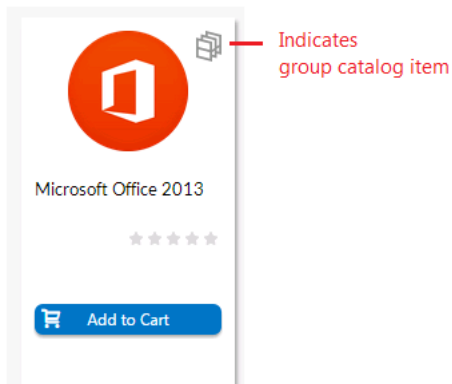 Indicates
group catalog item
Microsoft Office 2013
Add to Cart